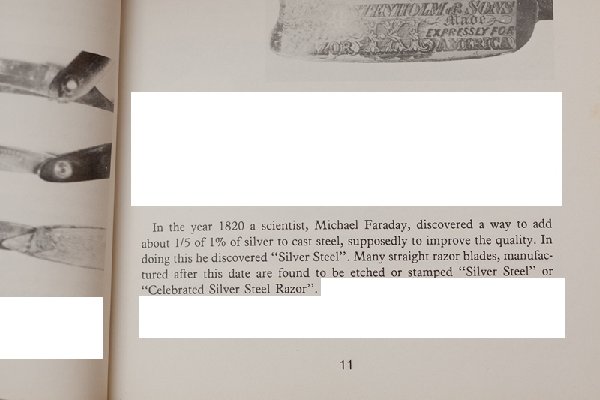 TENHOLM & SONS
Made
EXPRESSLY FOR
AMERICA
In the year 1820 a scientist, Michael Faraday, discovered a way to add
about 1/5 of 1% of silver to cast steel, supposedly to improve the quality. In
doing this he discovered “Silver Steel”. Many straight razor blades, manufac-
tured after this date are found to be etched or stamped “Silver Steel” or
“Celebrated Silver Steel Razor”.
11